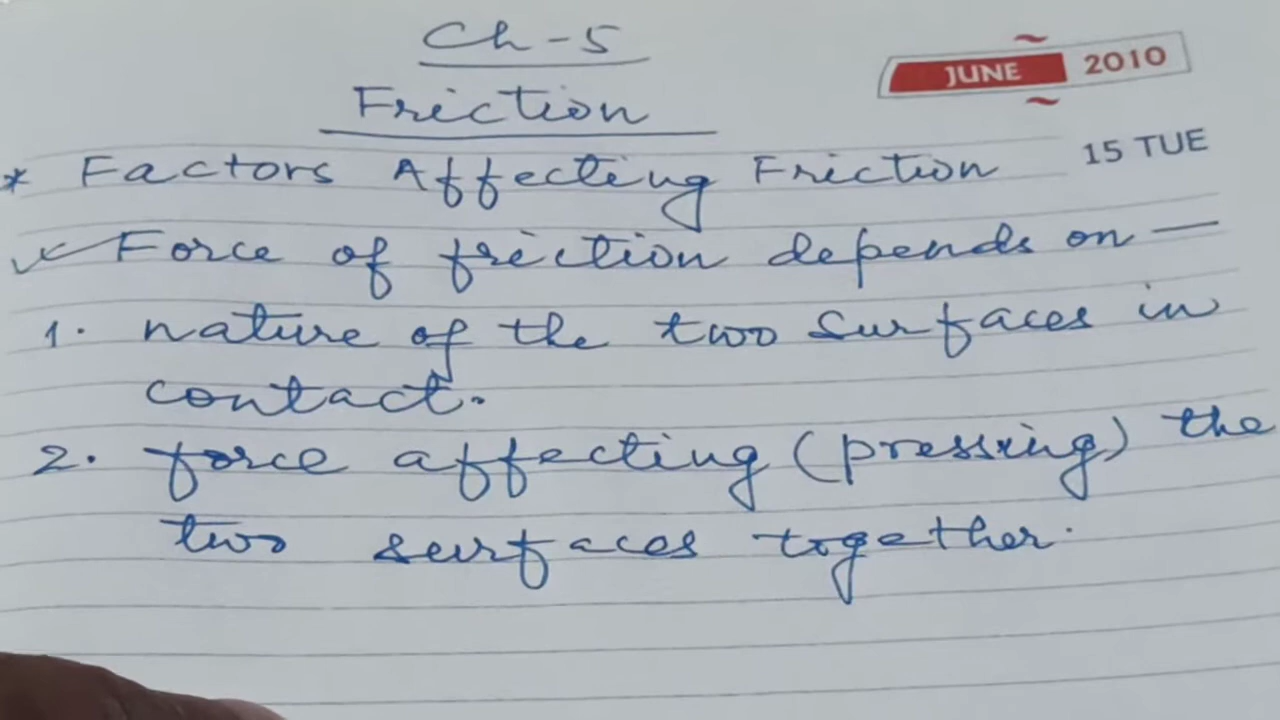 Ch-5
JUNE 2010
Friction
15 TUE
* Factors Affecting Friction
✓ Force of friction depends on —
1. nature of the two surfaces in
contact.
2. force affecting (pressing) the
two surfaces together.